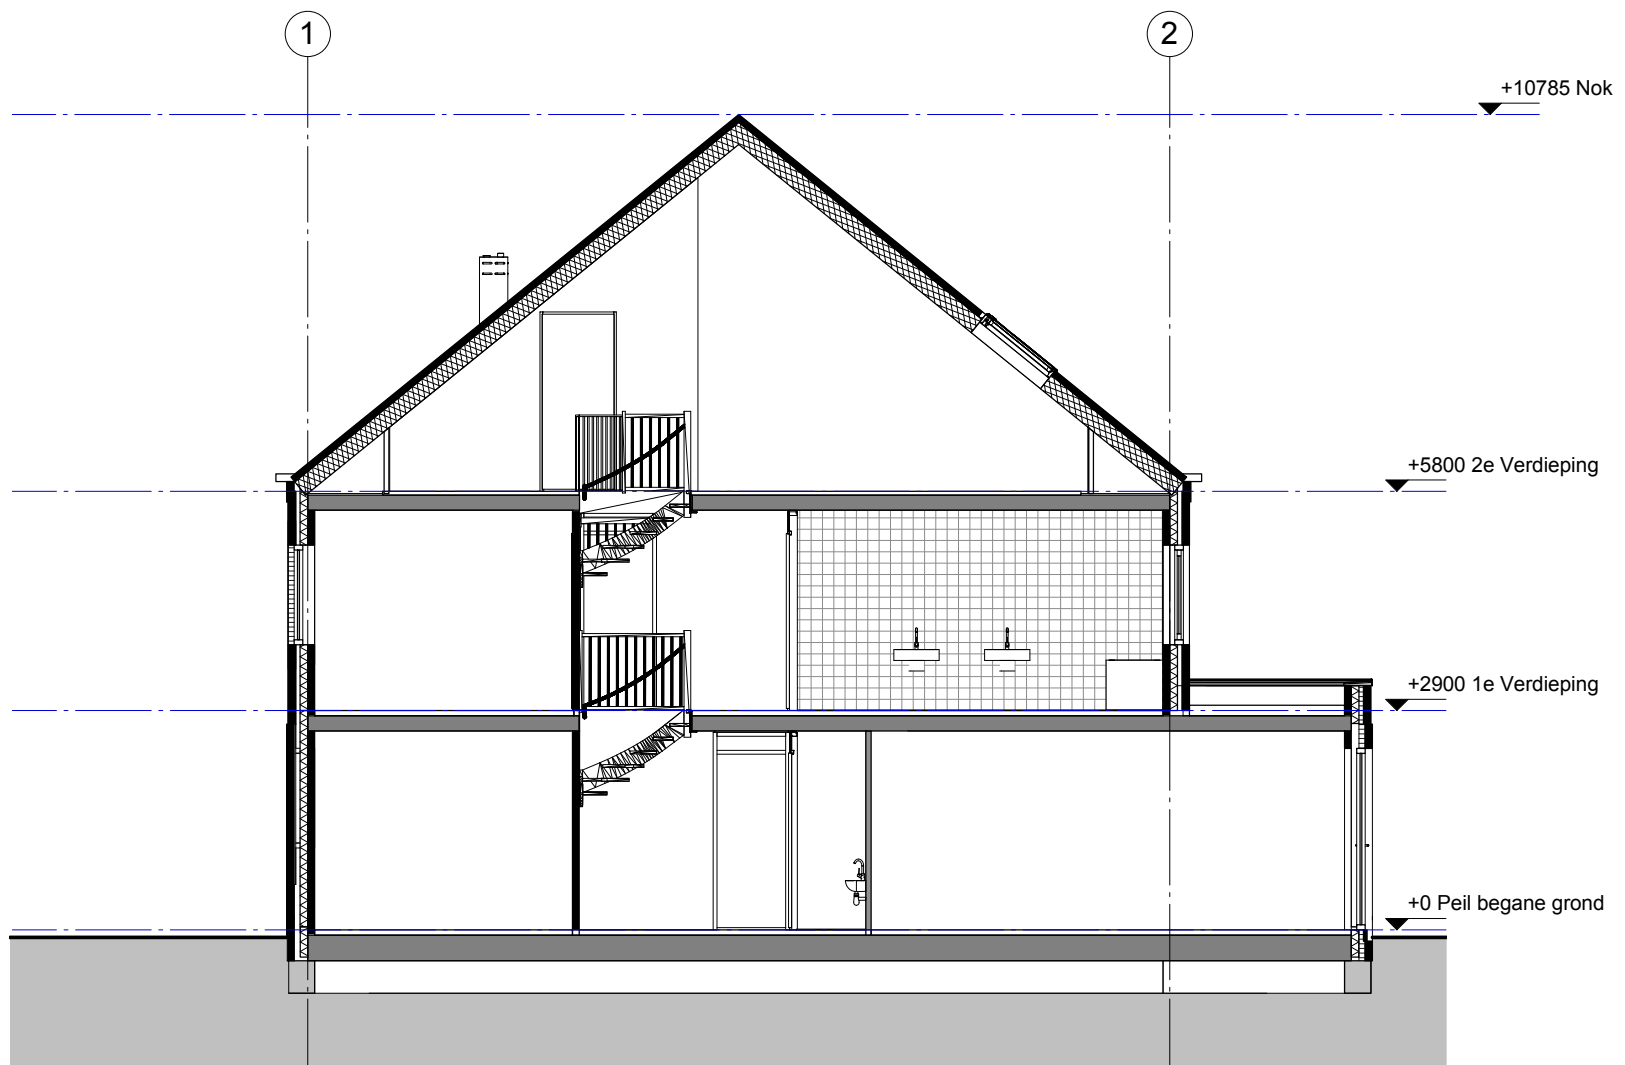 1
2
+10785 Nok
+5800 2e Verdieping
+2900 1e Verdieping
+0 Peil begane grond